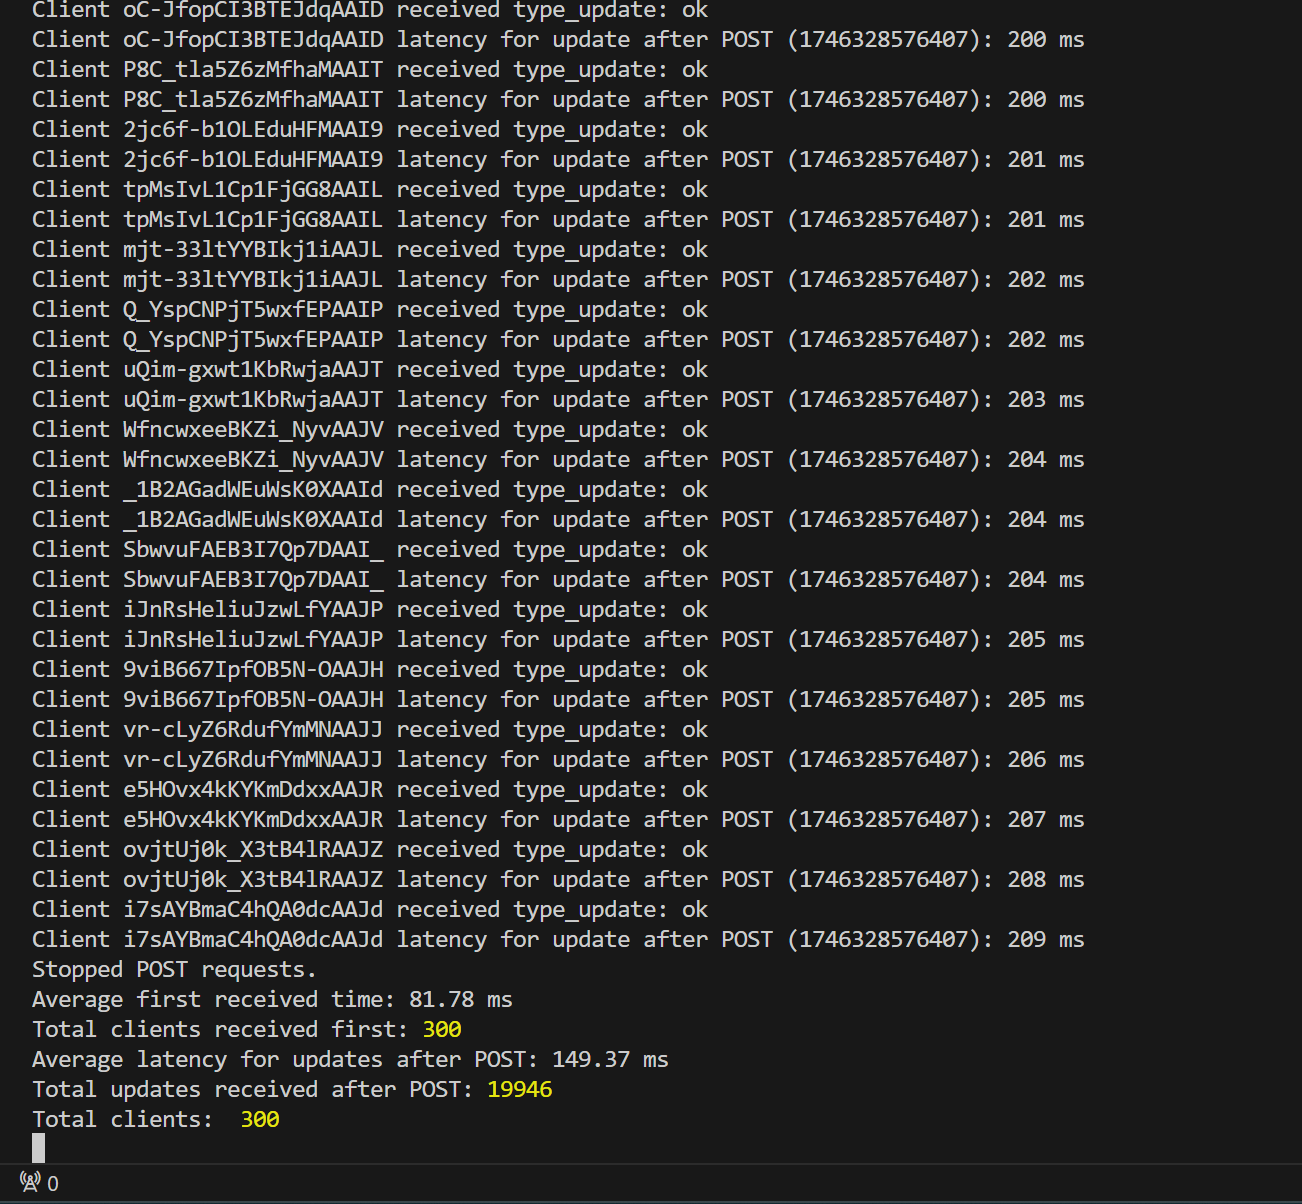 Client oC-JfopCI3BTEJdqAAID received type_update: ok
Client oC-JfopCI3BTEJdqAAID latency for update after POST (1746328576407): 200 ms
Client P8C_tla5Z6zMfhaMAAIT received type_update: ok
Client P8C_tla5Z6zMfhaMAAIT latency for update after POST (1746328576407): 200 ms
Client 2jc6f-b1OLEduHFMAAI9 received type_update: ok
Client 2jc6f-b1OLEduHFMAAI9 latency for update after POST (1746328576407): 201 ms
Client tpMsIvL1Cp1FjGG8AAIL received type_update: ok
Client tpMsIvL1Cp1FjGG8AAIL latency for update after POST (1746328576407): 201 ms
Client mjt-33ltYYBIkj1iAAJL received type_update: ok
Client mjt-33ltYYBIkj1iAAJL latency for update after POST (1746328576407): 202 ms
Client Q_YspCNPjT5wxfEPAAIP received type_update: ok
Client Q_YspCNPjT5wxfEPAAIP latency for update after POST (1746328576407): 202 ms
Client uQim-gxwt1KbRwjaAAJT received type_update: ok
Client uQim-gxwt1KbRwjaAAJT latency for update after POST (1746328576407): 203 ms
Client WfncwxeeBKZi_NyvAAJV received type_update: ok
Client WfncwxeeBKZi_NyvAAJV latency for update after POST (1746328576407): 204 ms
Client _1B2AGadWEuWsK0XAAId received type_update: ok
Client _1B2AGadWEuWsK0XAAId latency for update after POST (1746328576407): 204 ms
Client SbwvuFAEB3I7Qp7DAAI_ received type_update: ok
Client SbwvuFAEB3I7Qp7DAAI_ latency for update after POST (1746328576407): 204 ms
Client iJnRsHeliuJzwLfYAAJP received type_update: ok
Client iJnRsHeliuJzwLfYAAJP latency for update after POST (1746328576407): 205 ms
Client 9viB667IpfOB5N-OAAJH received type_update: ok
Client 9viB667IpfOB5N-OAAJH latency for update after POST (1746328576407): 205 ms
Client vr-cLyZ6RdufYmMNAAJJ received type_update: ok
Client vr-cLyZ6RdufYmMNAAJJ latency for update after POST (1746328576407): 206 ms
Client e5HOvx4kKYKmDdxxAAJR received type_update: ok
Client e5HOvx4kKYKmDdxxAAJR latency for update after POST (1746328576407): 207 ms
Client ovjtUj0k_X3tB4lRAAJZ received type_update: ok
Client ovjtUj0k_X3tB4lRAAJZ latency for update after POST (1746328576407): 208 ms
Client i7sAYBmaC4hQA0dcAAJd received type_update: ok
Client i7sAYBmaC4hQA0dcAAJd latency for update after POST (1746328576407): 209 ms
Stopped POST requests.
Average first received time: 81.78 ms
Total clients received first: 300
Average latency for updates after POST: 149.37 ms
Total updates received after POST: 19946
Total clients:  300
0